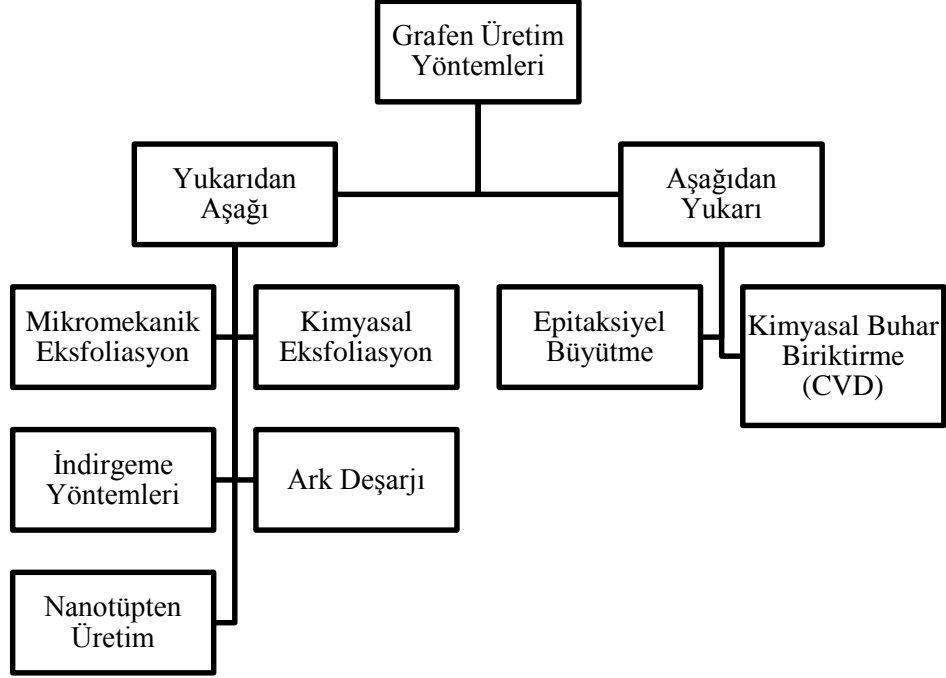 Grafen Üretim
Yöntemleri
Yukarıdan
Aşağı
Aşağıdan
Yukarı
Mikromekanik
Eksfoliasyon
Kimyasal
Eksfoliasyon
Epitaksiyel
Büyütme
Kimyasal Buhar
Biriktirme
(CVD)
İndirgeme
Yöntemleri
Ark Deşarjı
Nanotüpten
Üretim